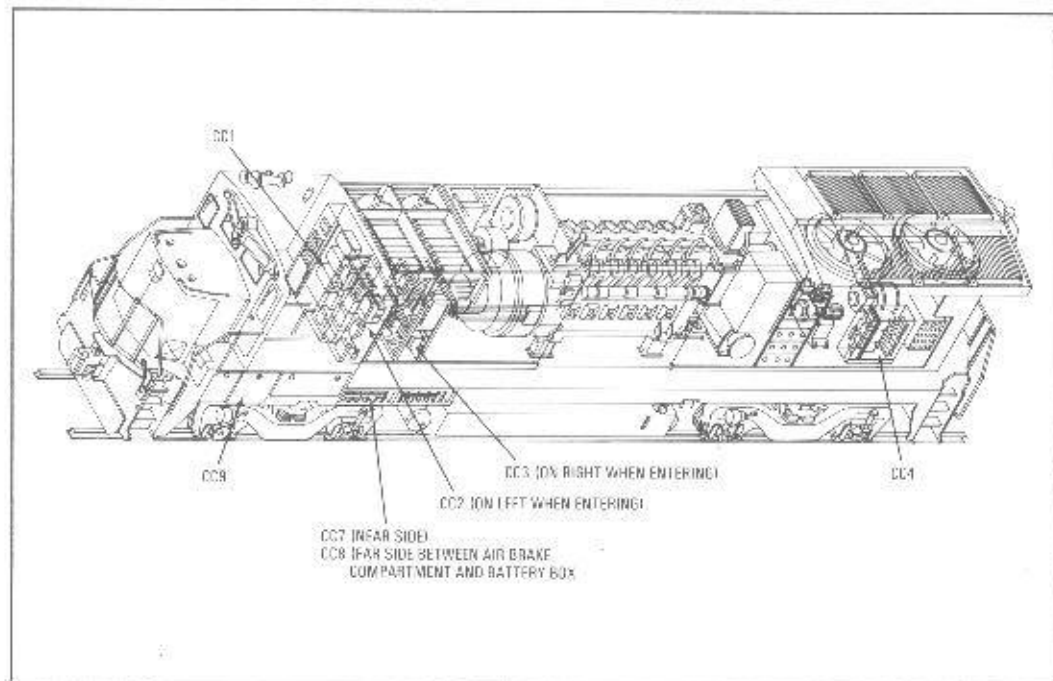 CC1
CC3 (ON RIGHT WHEN ENTERING)
CC4
CC9
CC2 (ON LEFT WHEN ENTERING)
CC7 (NEAR SIDE)
CC8 (FAR SIDE BETWEEN AIR BRAKE
COMPARTMENT AND BATTERY BOX